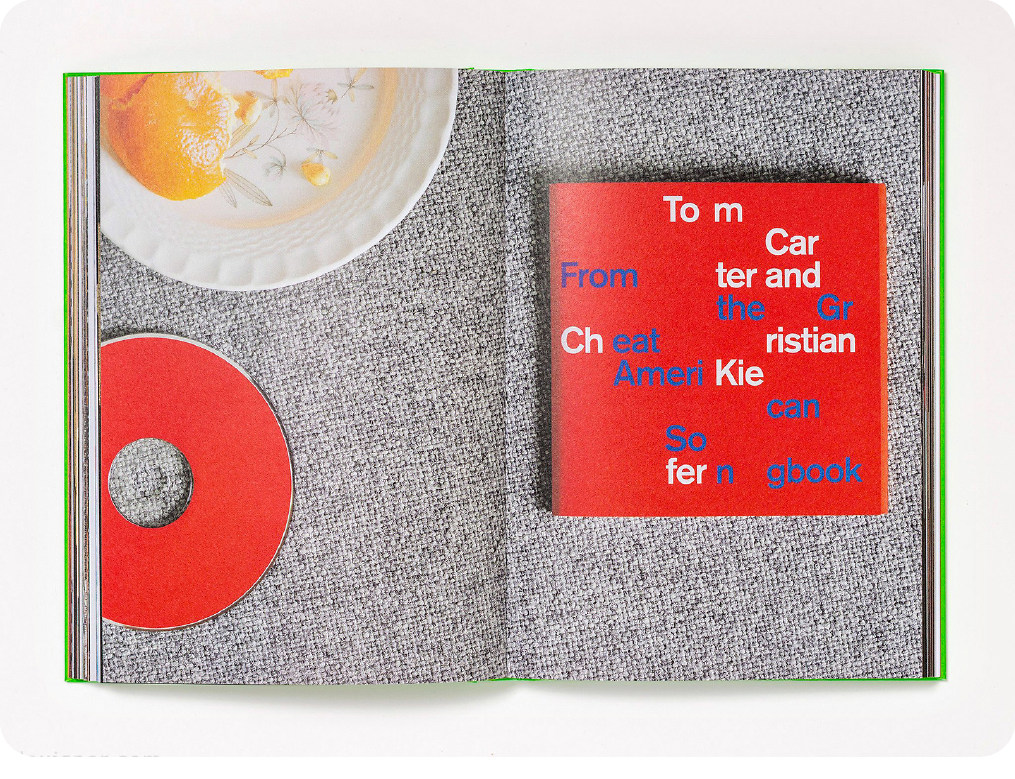 To m
Car
From ter and
the Gr
Ch eat ristian
Ameri Kie
can
So
fer n gbook